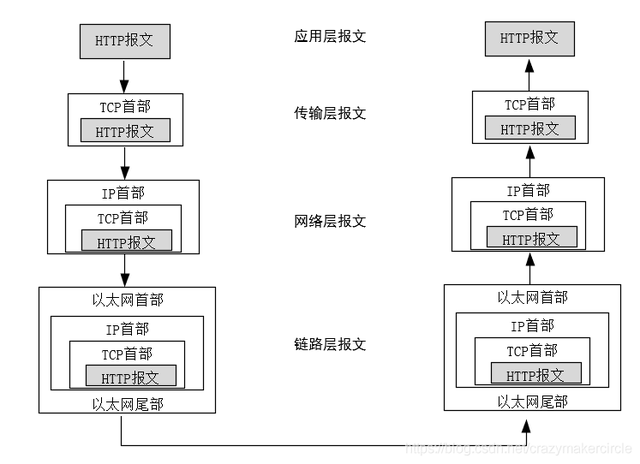 HTTP报文
应用层报文
HTTP报文
TCP首部
HTTP报文
传输层报文
TCP首部
HTTP报文
IP首部
TCP首部
HTTP报文
网络层报文
IP首部
TCP首部
HTTP报文
以太网首部
IP首部
TCP首部
HTTP报文
以太网尾部
链路层报文
以太网首部
IP首部
TCP首部
HTTP报文
以太网尾部
https://blog.csdn.net/crazymakercircle